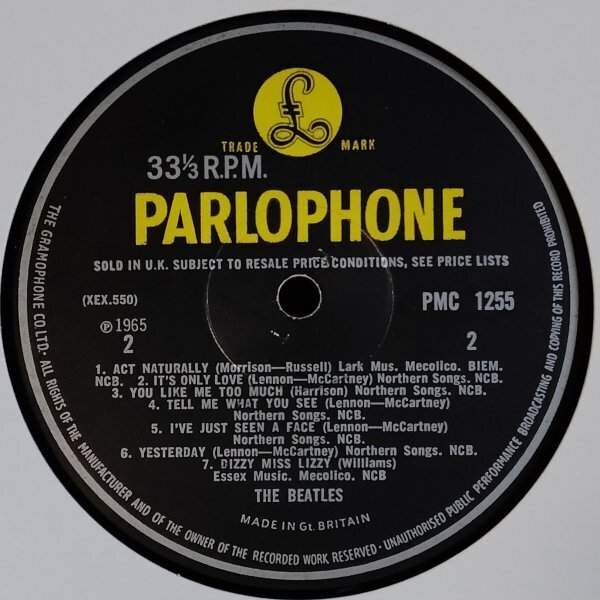 £
TRADE MARK
33⅓ R.P.M.
PARLOPHONE
SOLD IN U.K. SUBJECT TO RESALE PRICE CONDITIONS, SEE PRICE LISTS
(XEX.550) PMC 1255
℗ 1965
2 2
1. ACT NATURALLY (Morrison—Russell) Lark Mus. Mecolico. BIEM.
NCB. 2. IT'S ONLY LOVE (Lennon—McCartney) Northern Songs. NCB.
3. YOU LIKE ME TOO MUCH (Harrison) Northern Songs. NCB.
4. TELL ME WHAT YOU SEE (Lennon—McCartney)
Northern Songs. NCB.
5. I'VE JUST SEEN A FACE (Lennon—McCartney)
Northern Songs. NCB.
6. YESTERDAY (Lennon—McCartney) Northern Songs. NCB.
7. DIZZY MISS LIZZY (Williams)
Essex Music. Mecolico. NCB
THE BEATLES
MADE IN Gt. BRITAIN
THE GRAMOPHONE CO. LTD. · ALL RIGHTS OF THE MANUFACTURER AND OF THE OWNER OF THE RECORDED WORK RESERVED · UNAUTHORISED PUBLIC PERFORMANCE BROADCASTING AND COPYING OF THIS RECORD PROHIBITED